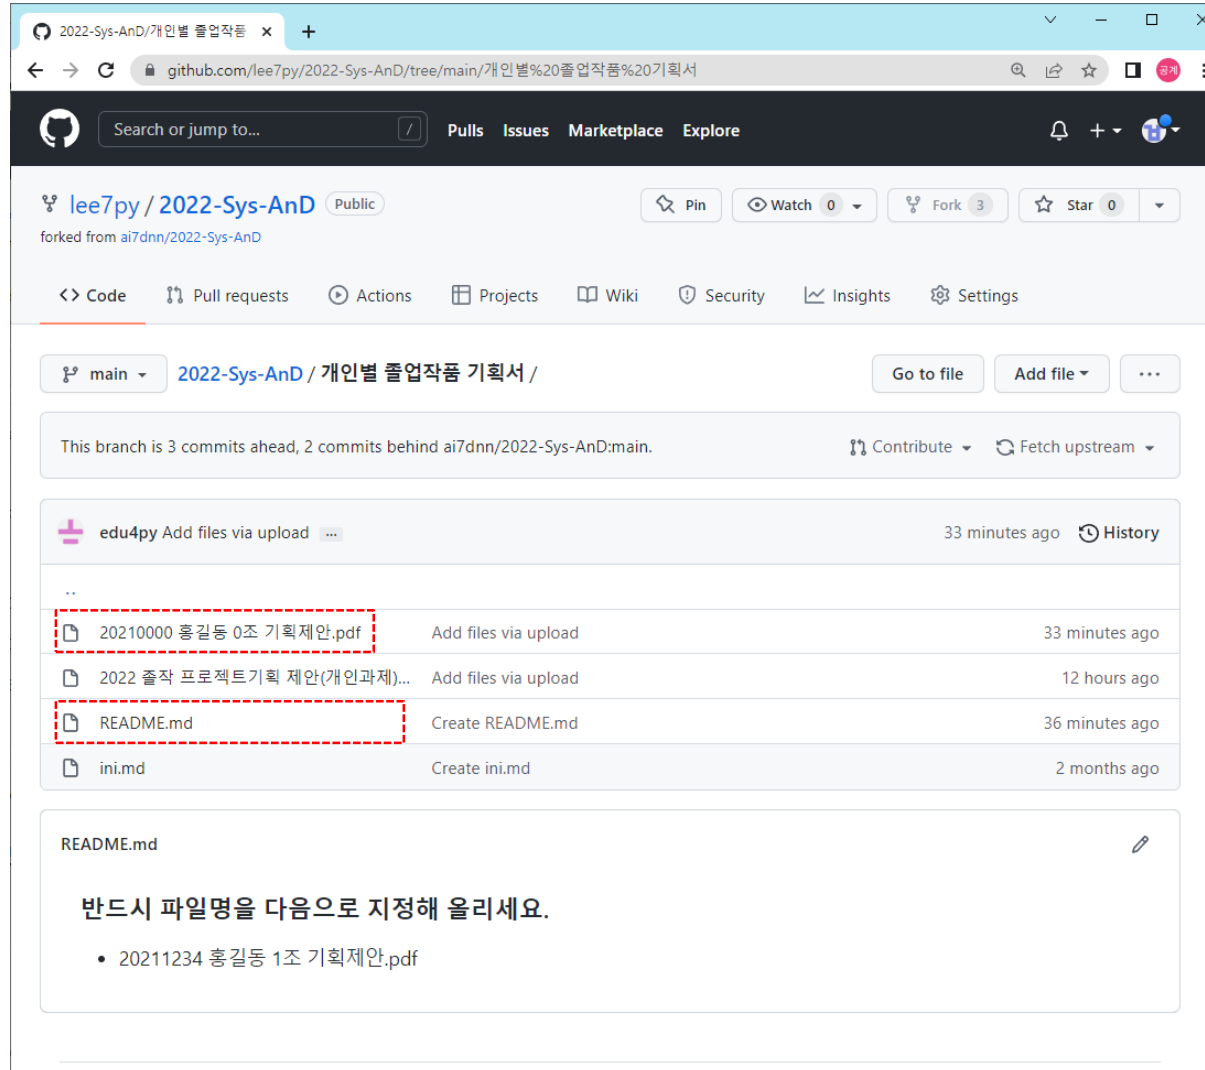 2022-Sys-AnD/개인별 졸업작품
github.com/lee7py/2022-Sys-AnD/tree/main/개인별%20졸업작품%20기획서
공계
Search or jump to... /
Pulls Issues Marketplace Explore
lee7py / 2022-Sys-AnD Public
Pin Watch 0 Fork 3 Star 0
forked from ai7dnn/2022-Sys-AnD
Code Pull requests Actions Projects Wiki Security Insights Settings
main 2022-Sys-AnD / 개인별 졸업작품 기획서 / Go to file Add file ...
This branch is 3 commits ahead, 2 commits behind ai7dnn/2022-Sys-AnD:main. Contribute Fetch upstream
edu4py Add files via upload ... 33 minutes ago History
..
20210000 홍길동 0조 기획제안.pdf Add files via upload 33 minutes ago
2022 졸작 프로젝트기획 제안(개인과제)... Add files via upload 12 hours ago
README.md Create README.md 36 minutes ago
ini.md Create ini.md 2 months ago
README.md
반드시 파일명을 다음으로 지정해 올리세요.
• 20211234 홍길동 1조 기획제안.pdf